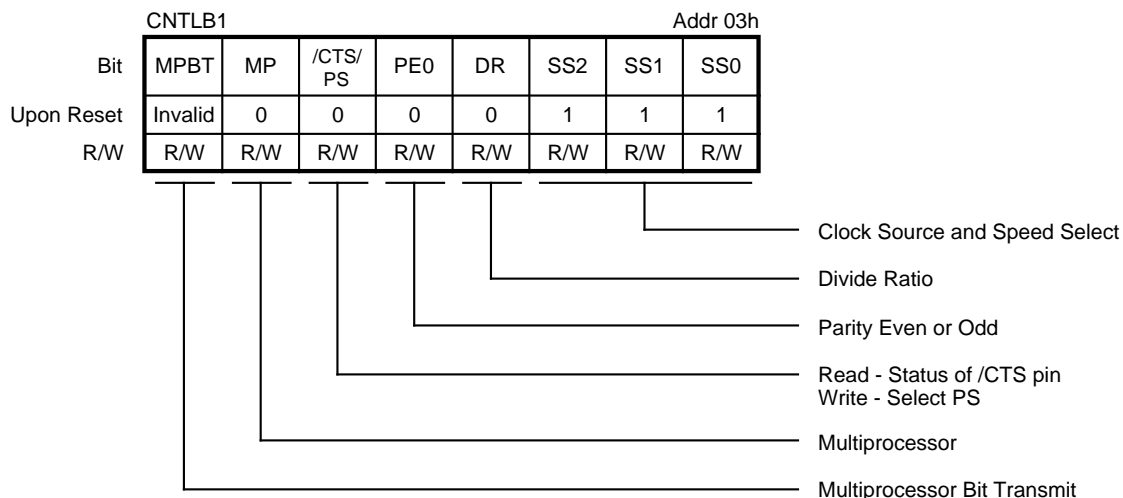 CNTLB1 Addr 03h
Bit MPBT MP /CTS/ PS PE0 DR SS2 SS1 SS0
Upon Reset Invalid 0 0 0 0 1 1 1
R/W R/W R/W R/W R/W R/W R/W R/W R/W
Clock Source and Speed Select
Divide Ratio
Parity Even or Odd
Read - Status of /CTS pin
Write - Select PS
Multiprocessor
Multiprocessor Bit Transmit